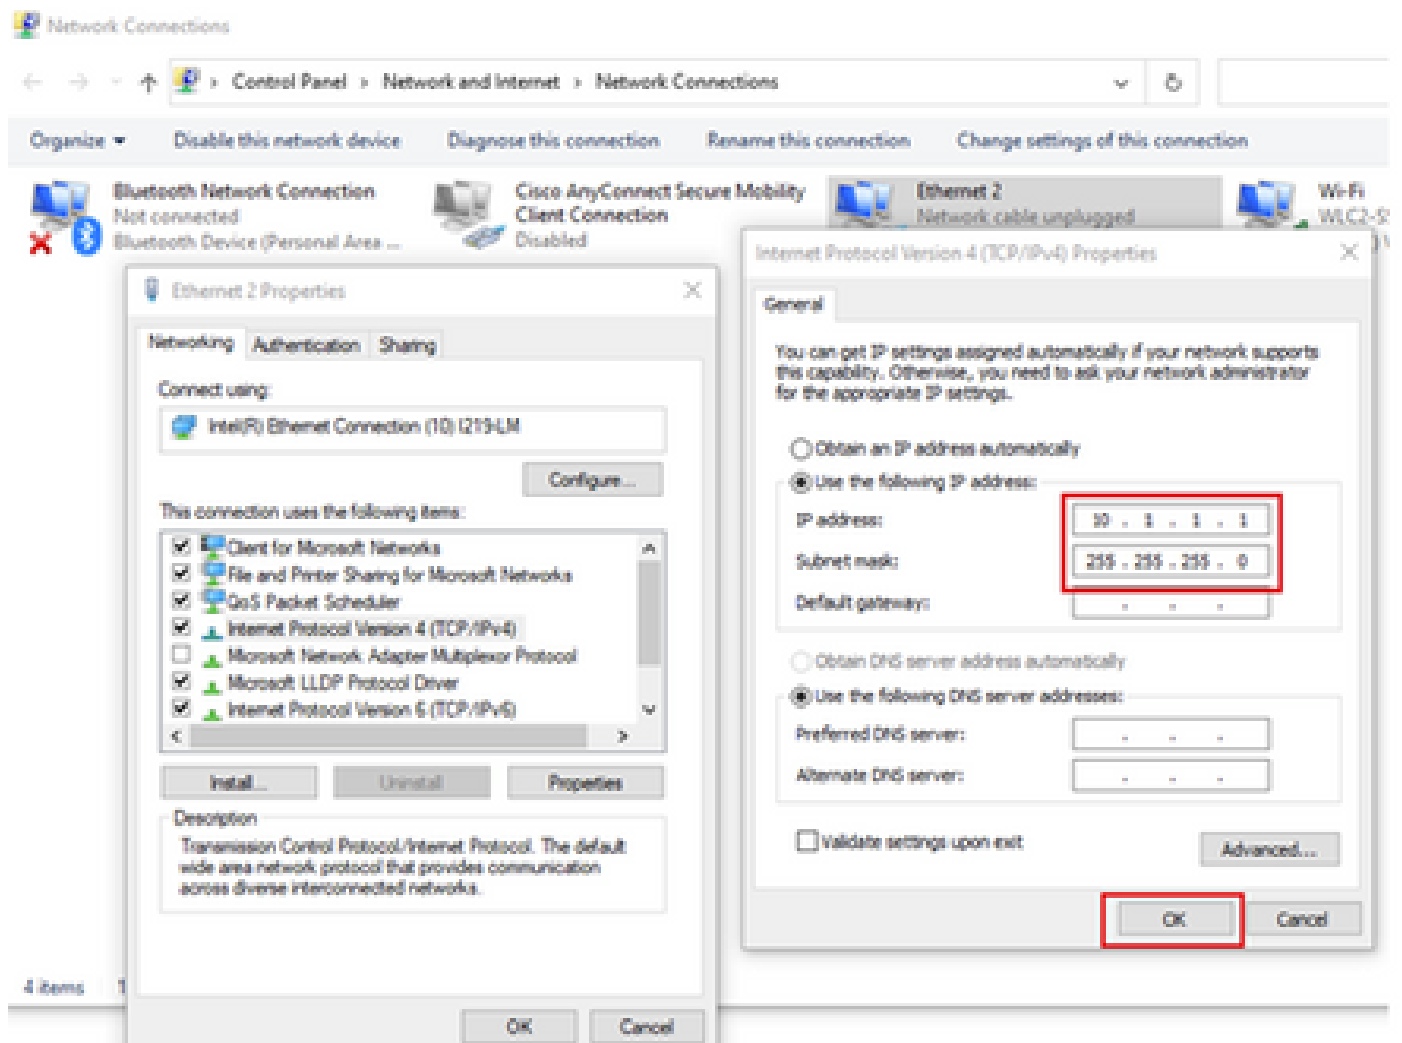 Network Connections
Control Panel > Network and Internet > Network Connections
Organize Disable this network device Diagnose this connection Rename this connection Change settings of this connection
Bluetooth Network Connection
Not connected
Bluetooth Device (Personal Area ...
Cisco AnyConnect Secure Mobility
Client Connection
Disabled
Ethernet 2
Network cable unplugged
Wi-Fi
Ethernet 2 Properties
Networking Authentication Sharing
Connect using:
Intel(R) Ethernet Connection (10) I219-LM
Configure...
This connection uses the following items:
Client for Microsoft Networks
File and Printer Sharing for Microsoft Networks
QoS Packet Scheduler
Internet Protocol Version 4 (TCP/IPv4)
Microsoft Network Adapter Multiplexor Protocol
Microsoft LLDP Protocol Driver
Internet Protocol Version 6 (TCP/IPv6)
Install... Uninstall Properties
Description
Transmission Control Protocol/Internet Protocol. The default
wide area network protocol that provides communication
across diverse interconnected networks.
OK Cancel
Internet Protocol Version 4 (TCP/IPv4) Properties
General
You can get IP settings assigned automatically if your network supports
this capability. Otherwise, you need to ask your network administrator
for the appropriate IP settings.
Obtain an IP address automatically
Use the following IP address:
IP address: 10 . 1 . 1 . 1
Subnet mask: 255 . 255 . 255 . 0
Default gateway: . . .
Obtain DNS server address automatically
Use the following DNS server addresses:
Preferred DNS server: . . .
Alternate DNS server: . . .
Validate settings upon exit
Advanced...
OK Cancel
4 items